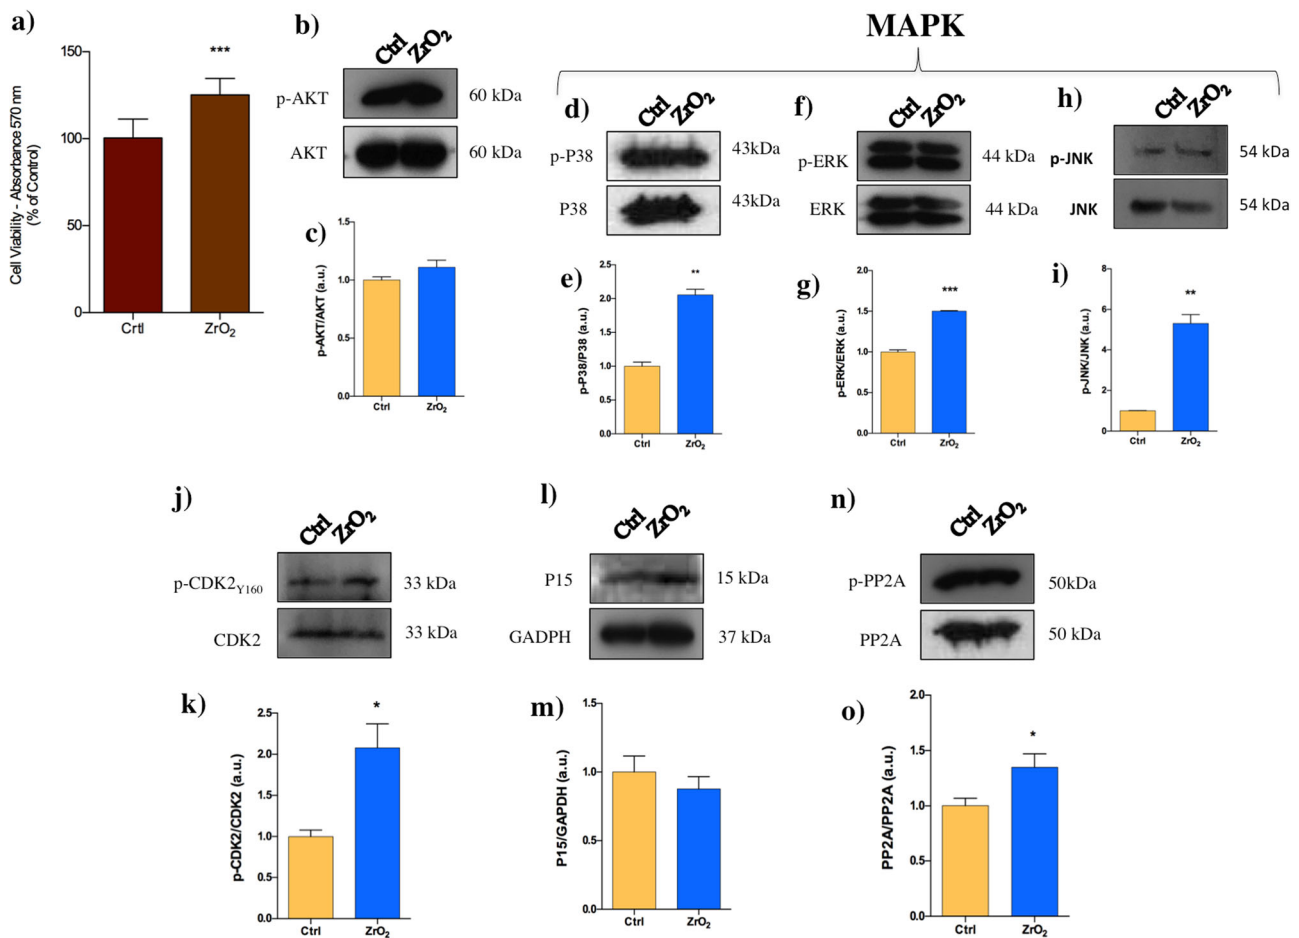 a)
Cell Viability - Absorbance 570 nm
(% of Control)
150
100
50
0
***
Crtl
ZrO₂
b)
Ctrl
ZrO₂
p-AKT
60 kDa
AKT
60 kDa
c)
p-AKT/AKT (a.u.)
1.5
1.0
0.5
0.0
Ctrl
ZrO₂
MAPK
d)
Ctrl
ZrO₂
p-P38
43kDa
P38
43kDa
e)
p-P38/P38 (a.u.)
2.5
2.0
1.5
1.0
0.5
0.0
**
Ctrl
ZrO₂
f)
Ctrl
ZrO₂
p-ERK
44 kDa
ERK
44 kDa
g)
p-ERK/ERK (a.u.)
2.0
1.5
1.0
0.5
0.0
***
Ctrl
ZrO₂
h)
Ctrl
ZrO₂
p-JNK
54 kDa
JNK
54 kDa
i)
p-JNK/JNK (a.u.)
8
6
4
2
0
**
Ctrl
ZrO₂
j)
Ctrl
ZrO₂
p-CDK2Y160
33 kDa
CDK2
33 kDa
k)
p-CDK2/CDK2 (a.u.)
2.5
2.0
1.5
1.0
0.5
0.0
*
Ctrl
ZrO₂
l)
Ctrl
ZrO₂
P15
15 kDa
GADPH
37 kDa
m)
P15/GAPDH (a.u.)
1.5
1.0
0.5
0.0
Ctrl
ZrO₂
n)
Ctrl
ZrO₂
p-PP2A
50kDa
PP2A
50 kDa
o)
PP2A/PP2A (a.u.)
2.0
1.5
1.0
0.5
0.0
*
Ctrl
ZrO₂